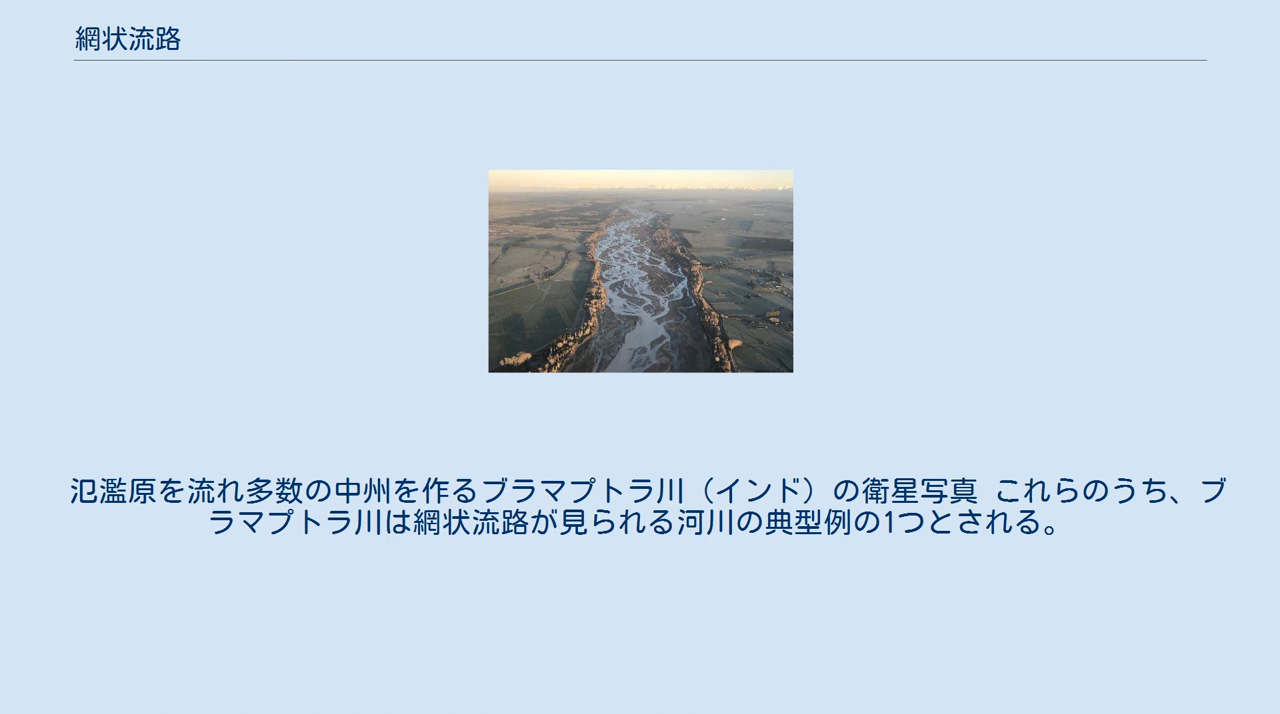 網状流路
氾濫原を流れ多数の中州を作るブラマプトラ川（インド）の衛星写真 これらのうち、ブ
ラマプトラ川は網状流路が見られる河川の典型例の1つとされる。